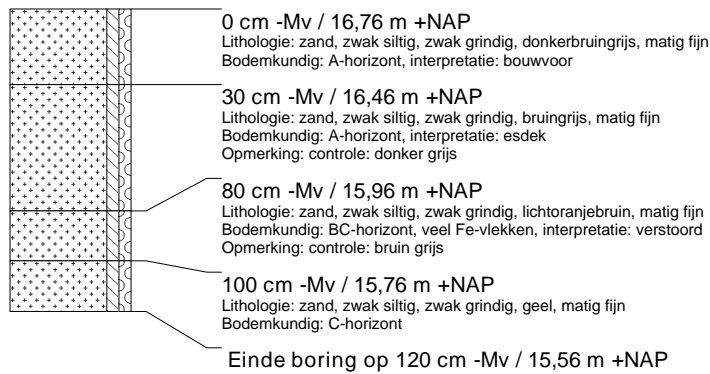 0 cm -Mv / 16,76 m +NAP
Lithologie: zand, zwak siltig, zwak grindig, donkerbruingrijs, matig fijn
Bodemkundig: A-horizont, interpretatie: bouwvoor
30 cm -Mv / 16,46 m +NAP
Lithologie: zand, zwak siltig, zwak grindig, bruingrijs, matig fijn
Bodemkundig: A-horizont, interpretatie: esdek
Opmerking: controle: donker grijs
80 cm -Mv / 15,96 m +NAP
Lithologie: zand, zwak siltig, zwak grindig, lichtoranjebruin, matig fijn
Bodemkundig: BC-horizont, veel Fe-vlekken, interpretatie: verstoord
Opmerking: controle: bruin grijs
100 cm -Mv / 15,76 m +NAP
Lithologie: zand, zwak siltig, zwak grindig, geel, matig fijn
Bodemkundig: C-horizont
Einde boring op 120 cm -Mv / 15,56 m +NAP